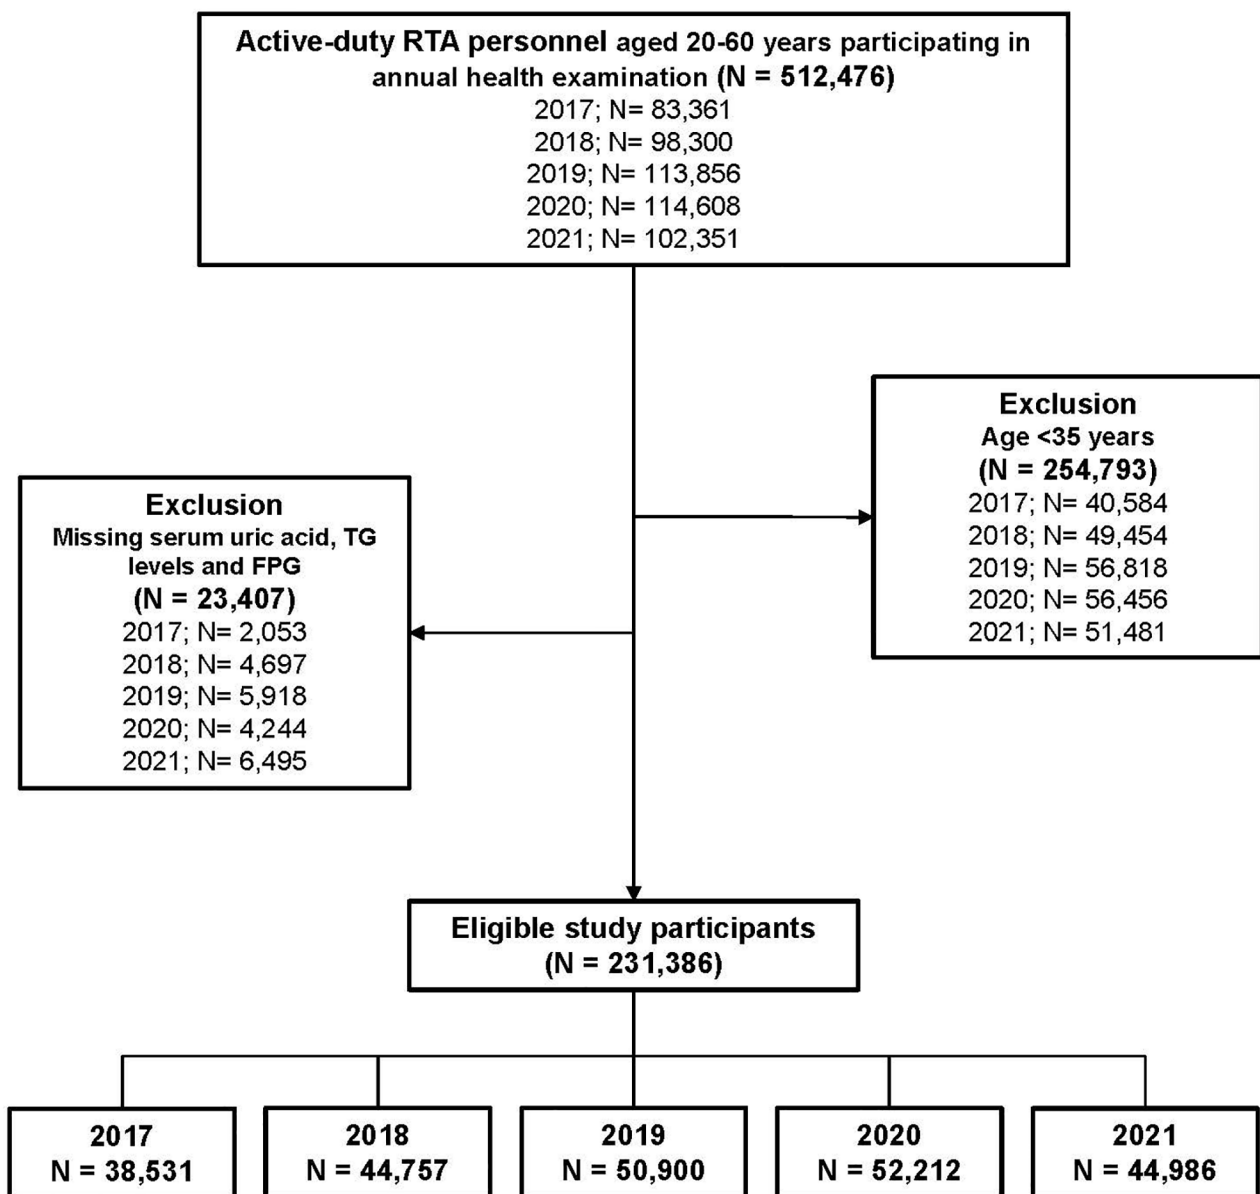 Active-duty RTA personnel aged 20-60 years participating in
annual health examination (N = 512,476)
2017; N= 83,361
2018; N= 98,300
2019; N= 113,856
2020; N= 114,608
2021; N= 102,351
Exclusion
Age <35 years
(N = 254,793)
2017; N= 40,584
2018; N= 49,454
2019; N= 56,818
2020; N= 56,456
2021; N= 51,481
Exclusion
Missing serum uric acid, TG
levels and FPG
(N = 23,407)
2017; N= 2,053
2018; N= 4,697
2019; N= 5,918
2020; N= 4,244
2021; N= 6,495
Eligible study participants
(N = 231,386)
2017
N = 38,531
2018
N = 44,757
2019
N = 50,900
2020
N = 52,212
2021
N = 44,986